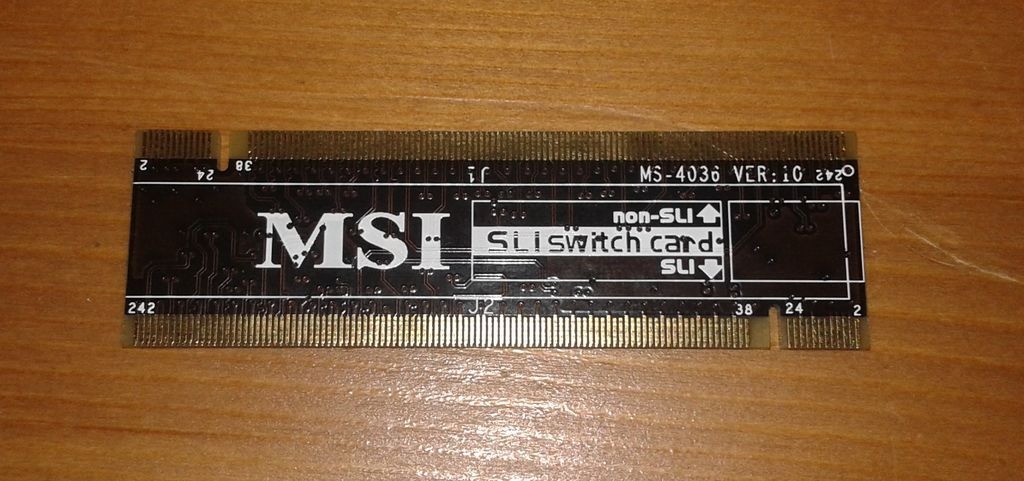 2 24 38 J1 MS-4036 VER:10 242
MSI
non-SLI
SLI switch card
SLI
242 J2 38 24 2